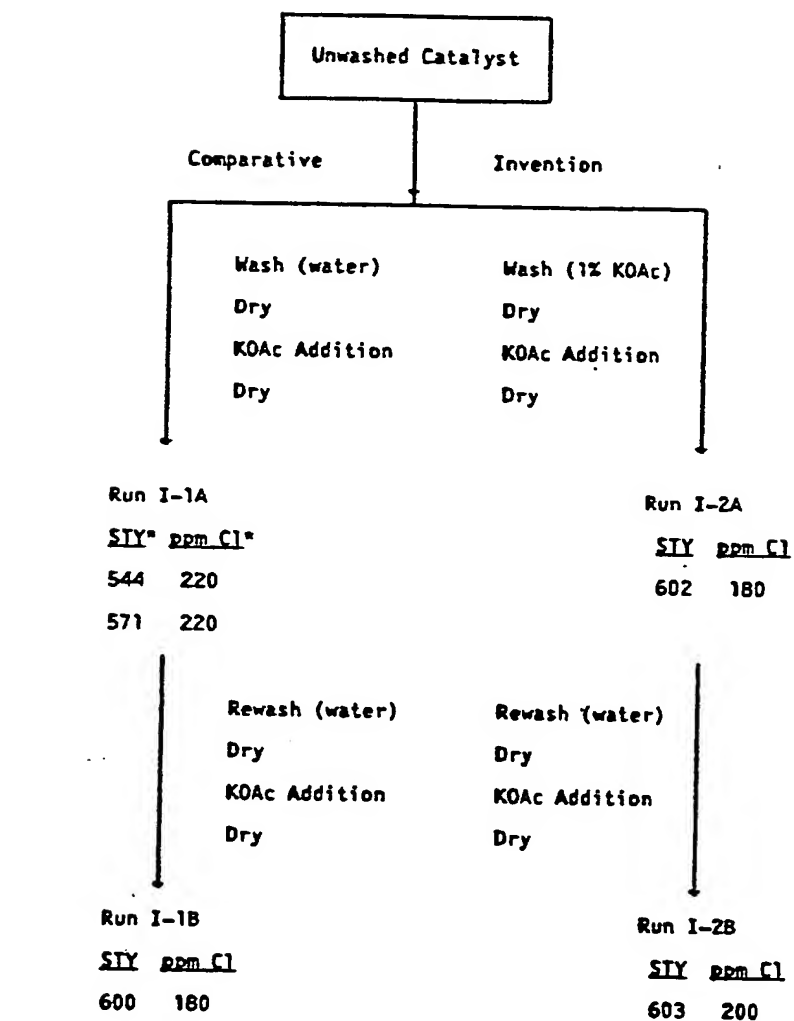 Unwashed Catalyst
Comparative
Invention
Wash (water)
Dry
KOAc Addition
Dry
Wash (1% KOAc)
Dry
KOAc Addition
Dry
Run I-1A
STY* ppm Cl*
544 220
571 220
Run I-2A
STY ppm Cl
602 180
Rewash (water)
Dry
KOAc Addition
Dry
Rewash (water)
Dry
KOAc Addition
Dry
Run I-1B
STY ppm Cl
600 180
Run I-2B
STY ppm Cl
603 200